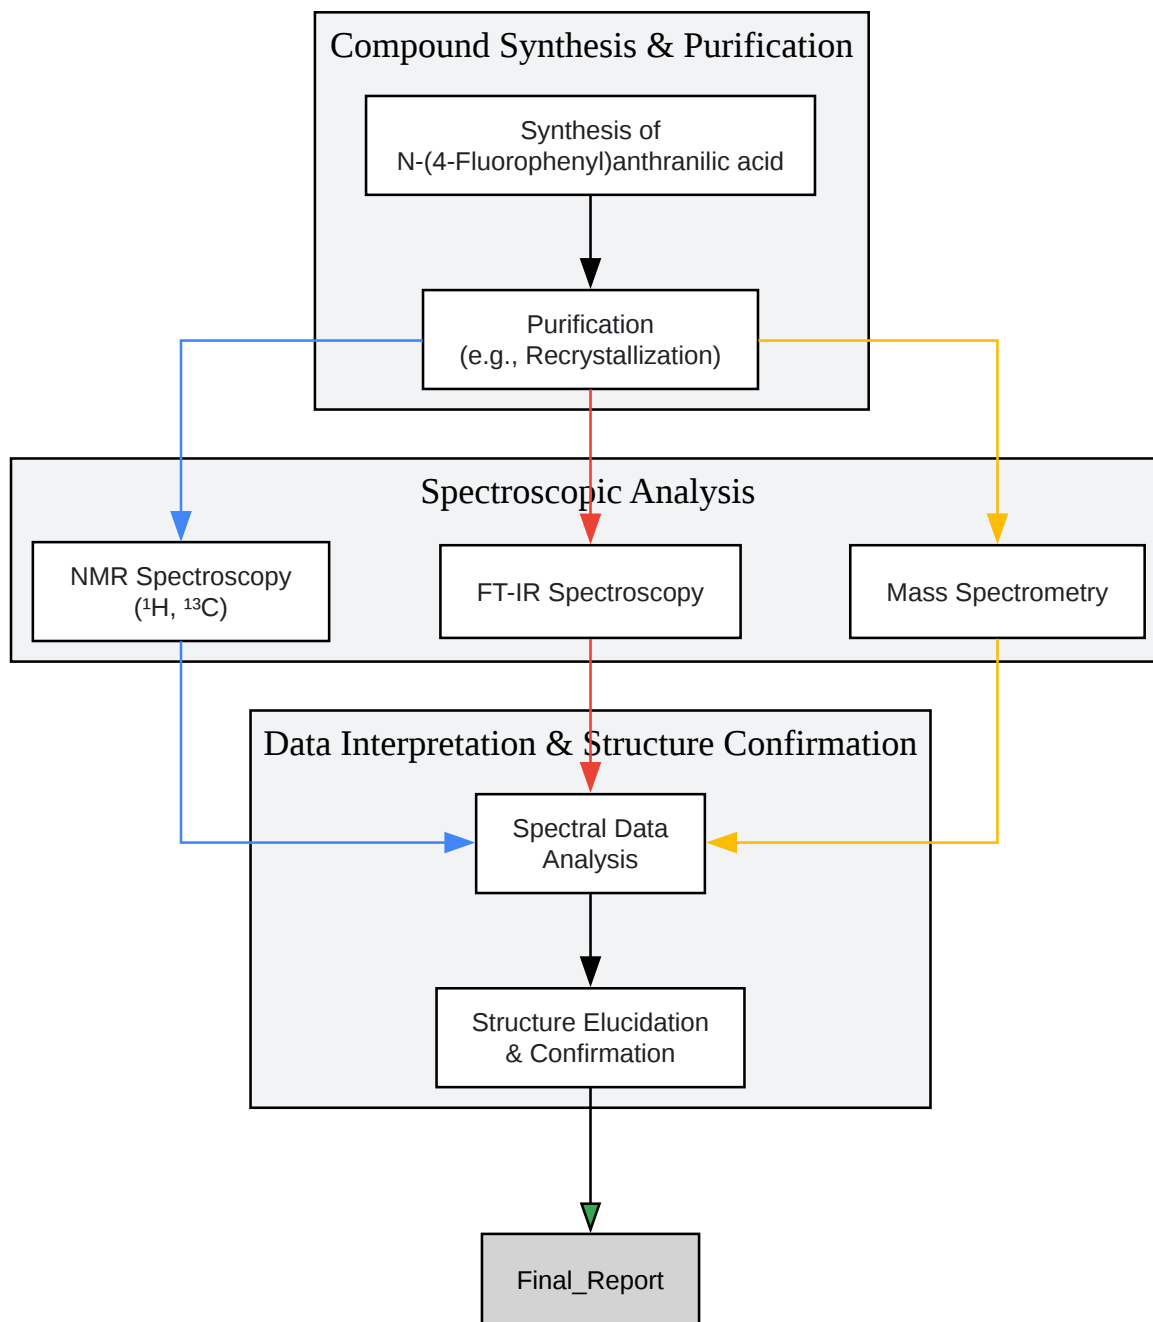 Compound Synthesis & Purification
Synthesis of
N-(4-Fluorophenyl)anthranilic acid
Purification
(e.g., Recrystallization)
Spectroscopic Analysis
NMR Spectroscopy
(¹H, ¹³C)
FT-IR Spectroscopy
Mass Spectrometry
Data Interpretation & Structure Confirmation
Spectral Data
Analysis
Structure Elucidation
& Confirmation
Final_Report